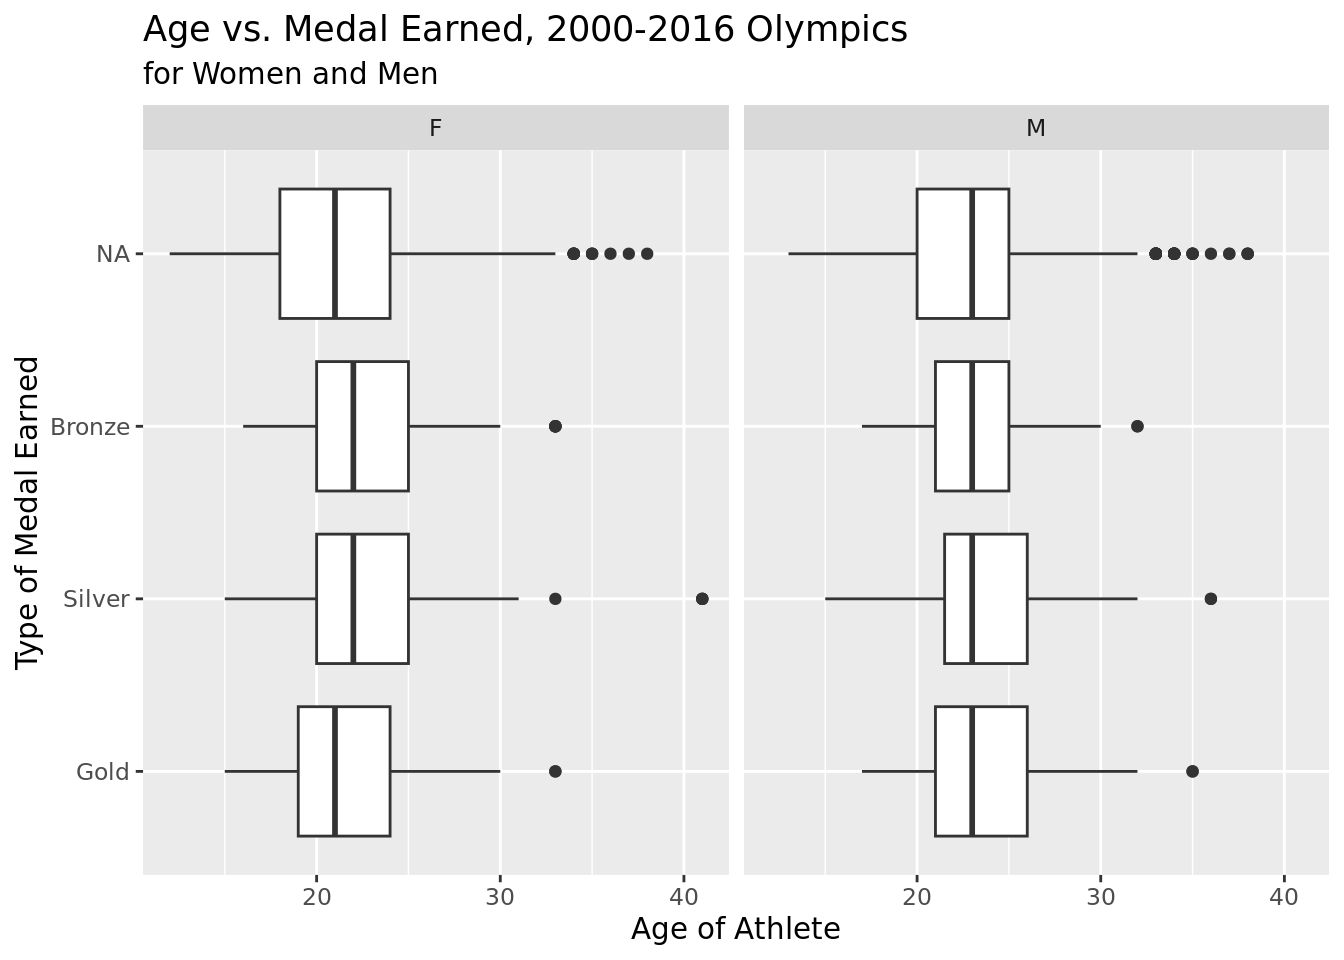 Age vs. Medal Earned, 2000-2016 Olympics
for Women and Men
F
M
Type of Medal Earned
NA
Bronze
Silver
Gold
20
30
40
20
30
40
Age of Athlete